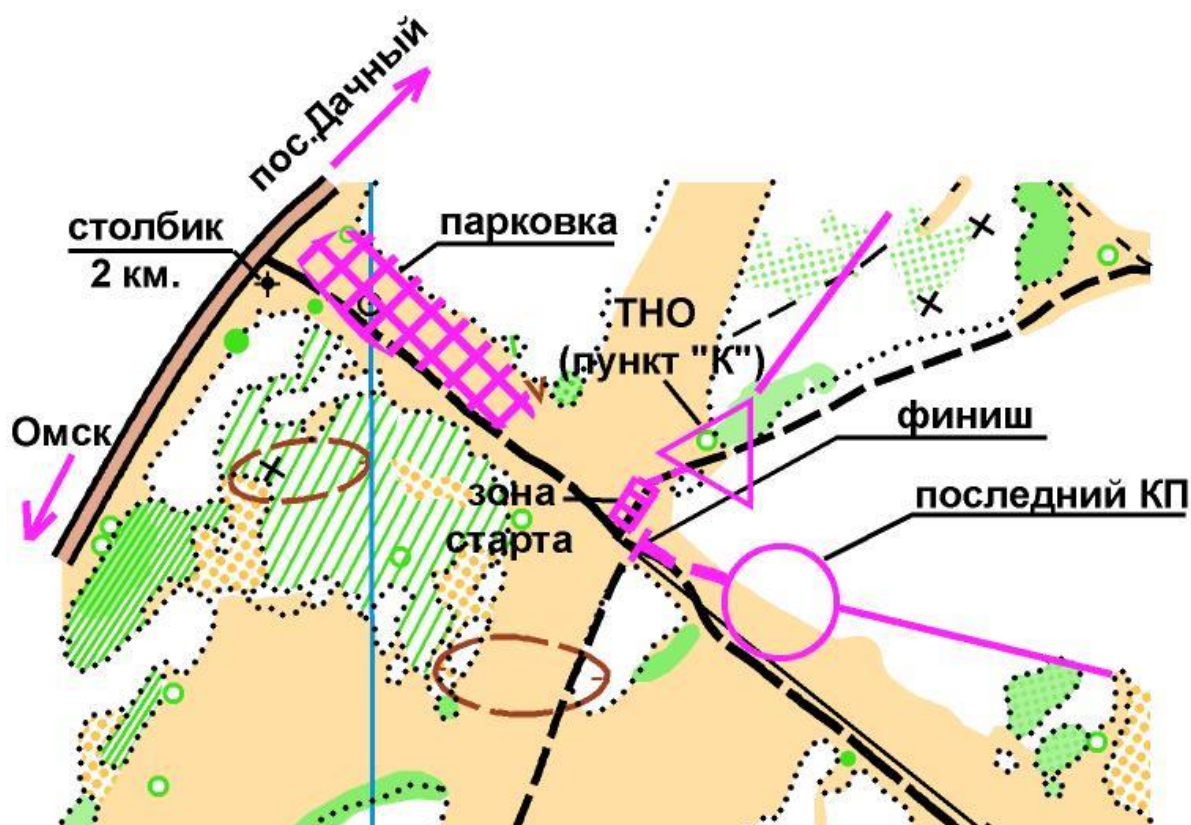 пос.Дачный
столбик
2 км.
парковка
ТНО
(пункт "К")
Омск
финиш
зона
старта
последний КП